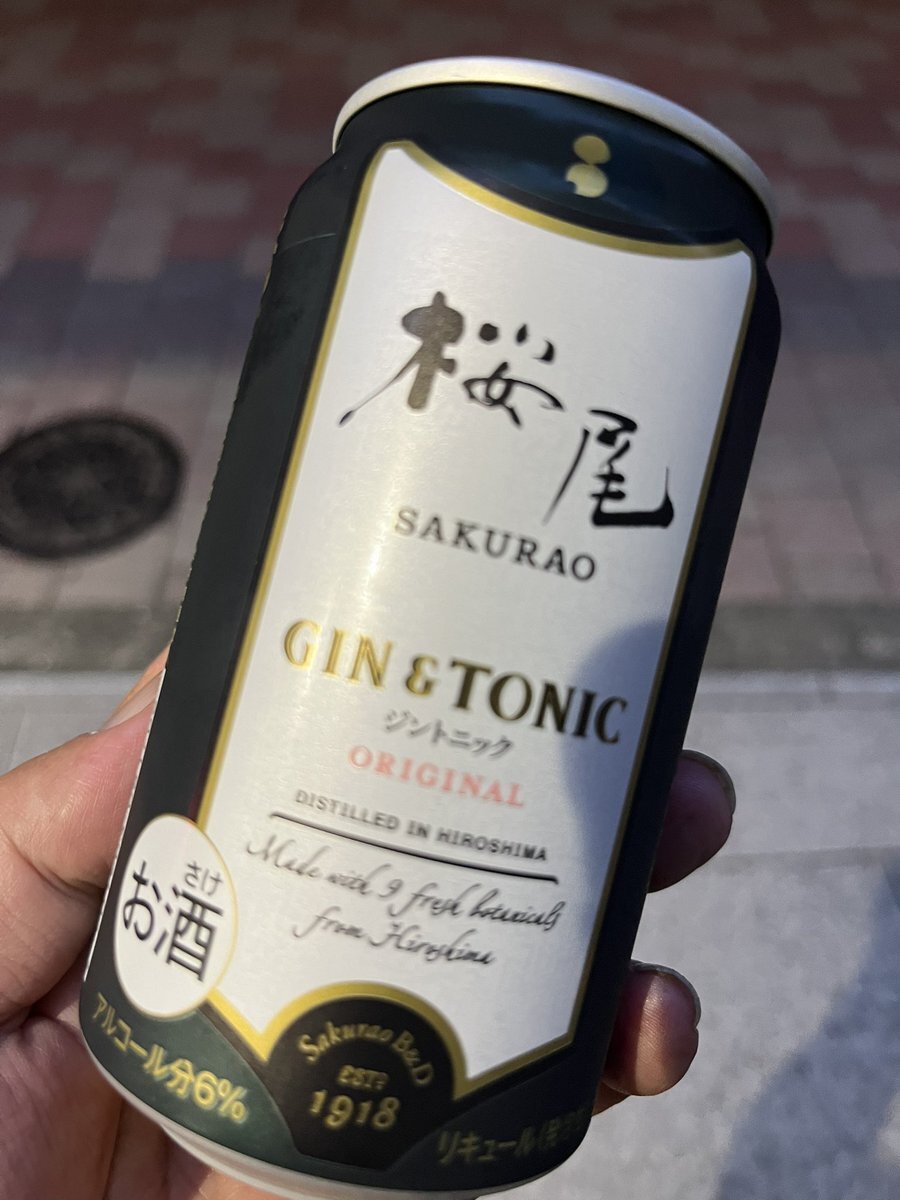 桜尾
SAKURAO
GIN & TONIC
ジントニック
ORIGINAL
DISTILLED IN HIROSHIMA
Made with 9 fresh botanicals
from Hiroshima
さけ
お酒
アルコール分6%
Sakurao B&D
ESTD
1918
リキュール